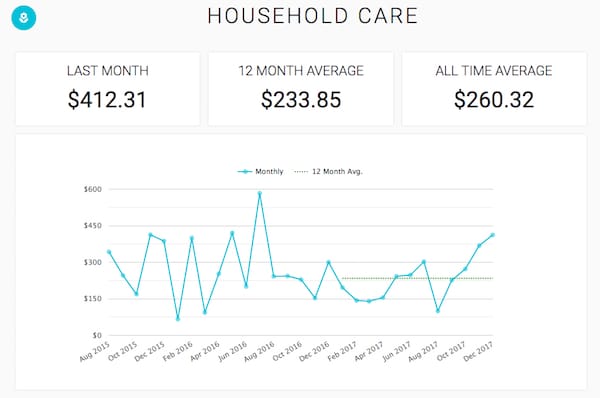 HOUSEHOLD CARE
LAST MONTH
$412.31
12 MONTH AVERAGE
$233.85
ALL TIME AVERAGE
$260.32
Monthly
12 Month Avg.
$600
$450
$300
$150
$0
Aug 2015
Oct 2015
Dec 2015
Feb 2016
Apr 2016
Jun 2016
Aug 2016
Oct 2016
Dec 2016
Feb 2017
Apr 2017
Jun 2017
Aug 2017
Oct 2017
Dec 2017